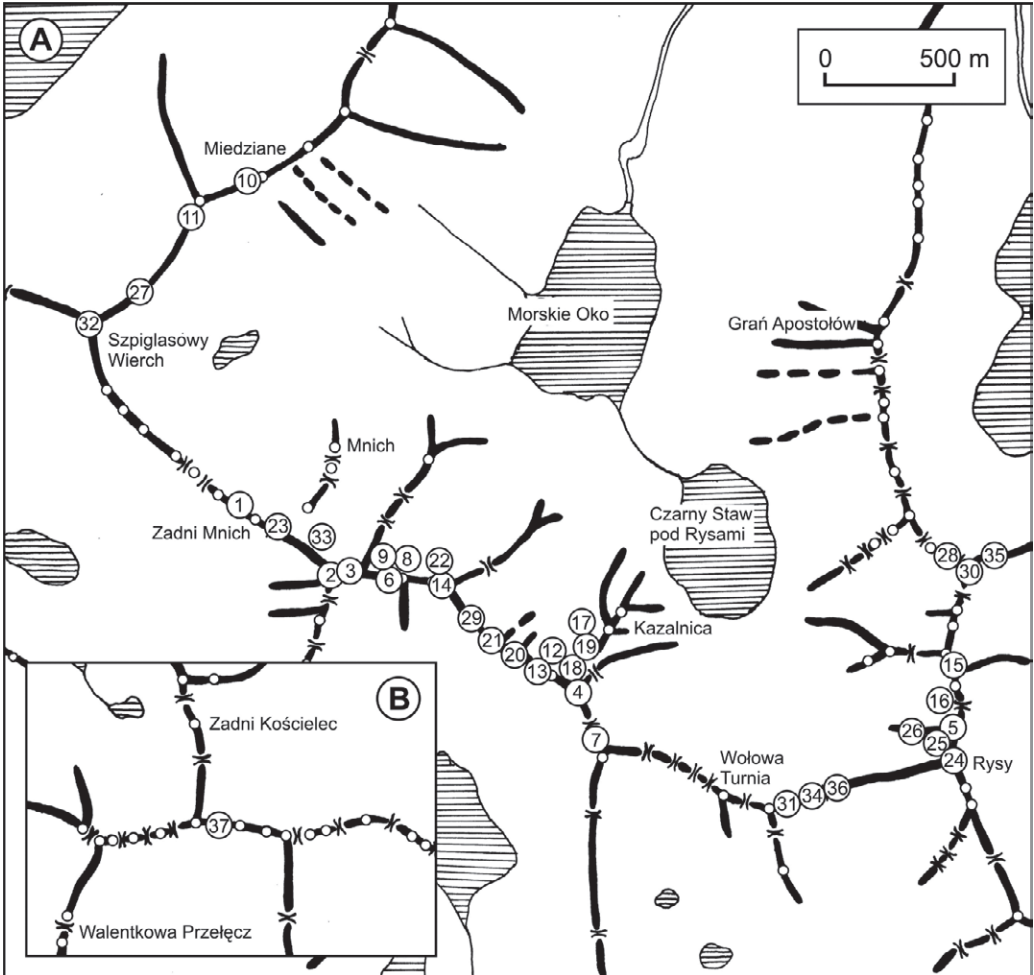 A
0 500 m
Miedziane
10
11
27
32
Szpiglasowy
Wierch
Morskie Oko
Grań Apostołów
Mnich
1
Zadni Mnich
23
33
2
3
9
8
6
22
14
Czarny Staw
pod Rysami
28
35
30
29
21
20
17
Kazalnica
19
12
18
13
4
15
16
7
26
5
25
24
Rysy
Wołowa
Turnia
31
34
36
B
Zadni Kościelec
37
Walentkowa Przełęcz